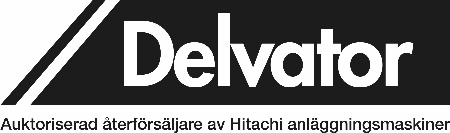 Delvator
Auktoriserad återförsäljare av Hitachi anläggningsmaskiner